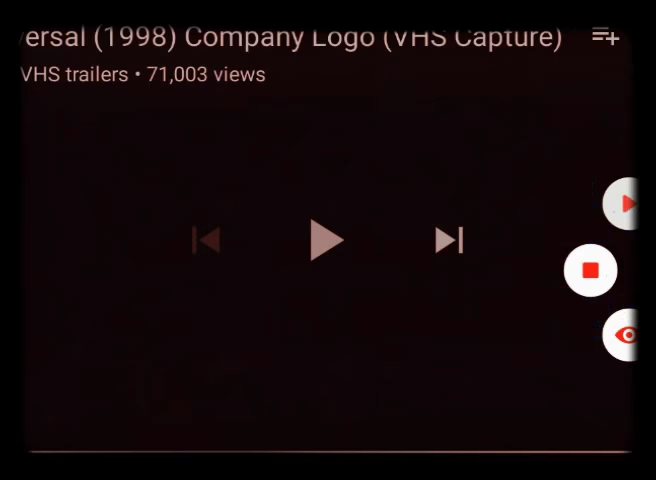 ersal (1998) Company Logo (VHS Capture)
VHS trailers • 71,003 views